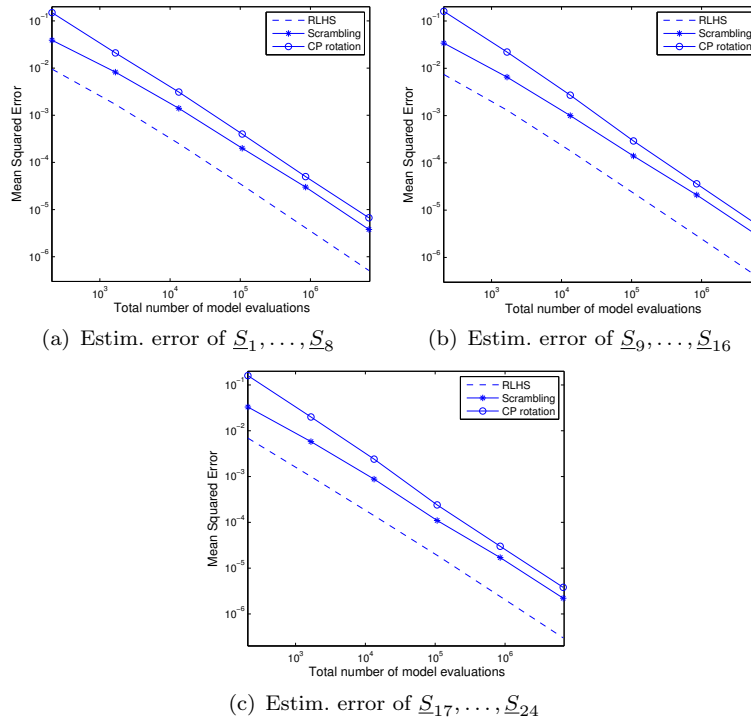 RLHS
Scrambling
CP rotation
10⁻¹
10⁻²
10⁻³
10⁻⁴
10⁻⁵
10⁻⁶
Mean Squared Error
10³
10⁴
10⁵
10⁶
Total number of model evaluations
(a) Estim. error of S₁,...,S₈
RLHS
Scrambling
CP rotation
10⁻¹
10⁻²
10⁻³
10⁻⁴
10⁻⁵
10⁻⁶
Mean Squared Error
10³
10⁴
10⁵
10⁶
Total number of model evaluations
(b) Estim. error of S₉,...,S₁₆
RLHS
Scrambling
CP rotation
10⁻¹
10⁻²
10⁻³
10⁻⁴
10⁻⁵
10⁻⁶
Mean Squared Error
10³
10⁴
10⁵
10⁶
Total number of model evaluations
(c) Estim. error of S₁₇,...,S₂₄